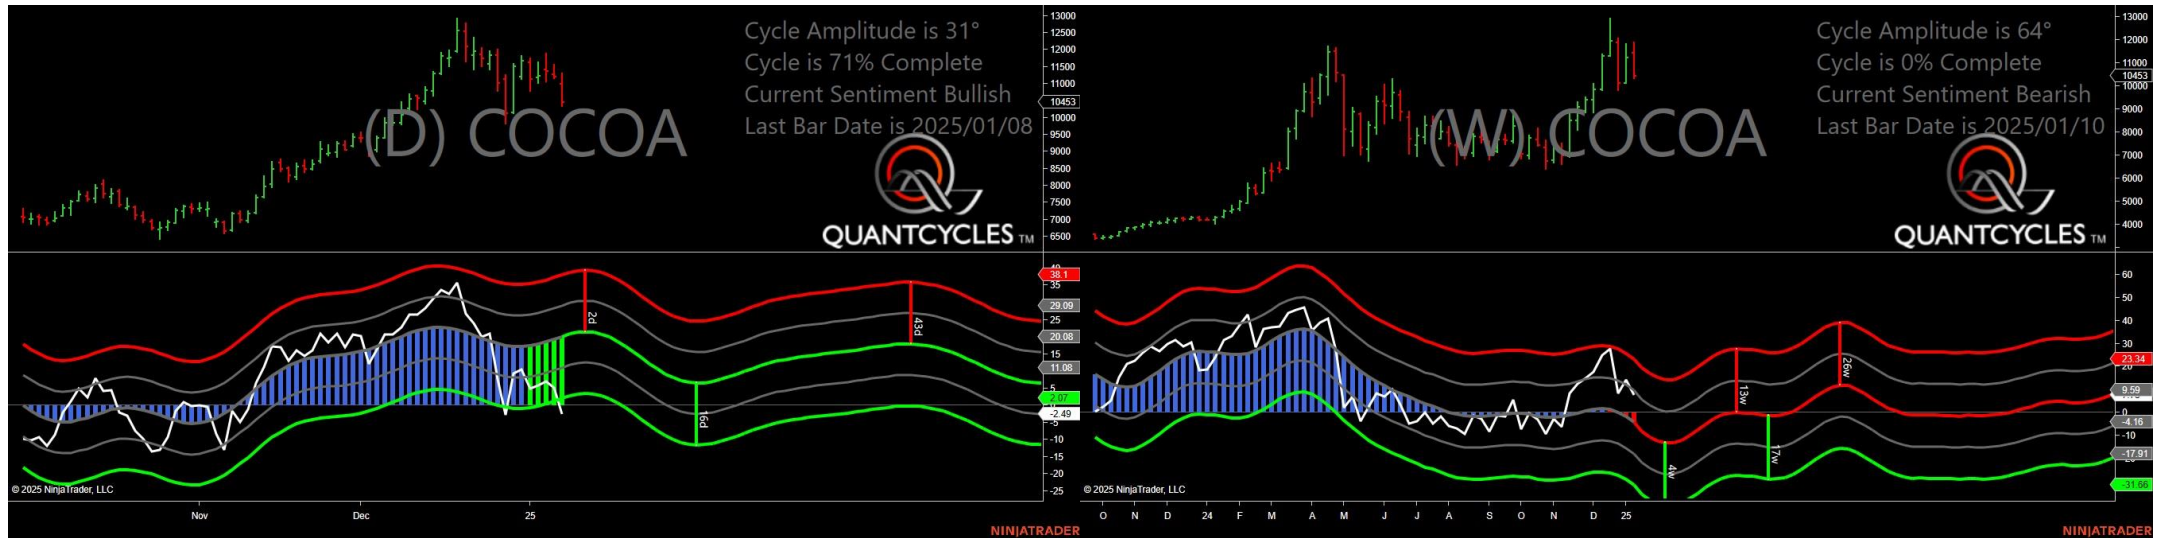 Cycle Amplitude is 31°
Cycle is 71% Complete
Current Sentiment Bullish
Last Bar Date is 2025/01/08
(D) COCOA
QUANTCYCLES TM
13000
12500
11500
11000
10453
10000
9500
9000
8500
8000
7500
7000
6500
38.1
35
29.09
25
20.08
15
11.08
5
2.07
-2.49
-5
-10
-15
-20
-25
2d
16d
43d
© 2025 NinjaTrader, LLC
Nov
Dec
25
NINJATRADER
Cycle Amplitude is 64°
Cycle is 0% Complete
Current Sentiment Bearish
Last Bar Date is 2025/01/10
(W) COCOA
QUANTCYCLES TM
13000
12000
11000
10453
10000
9000
8000
7000
6000
5000
4000
60
50
40
30
23.34
20
9.59
0
-4.16
-10
-17.91
-31.66
4w
13w
17w
26w
© 2025 NinjaTrader, LLC
O N D 24 F M A M J J A S O N D 25
NINJATRADER